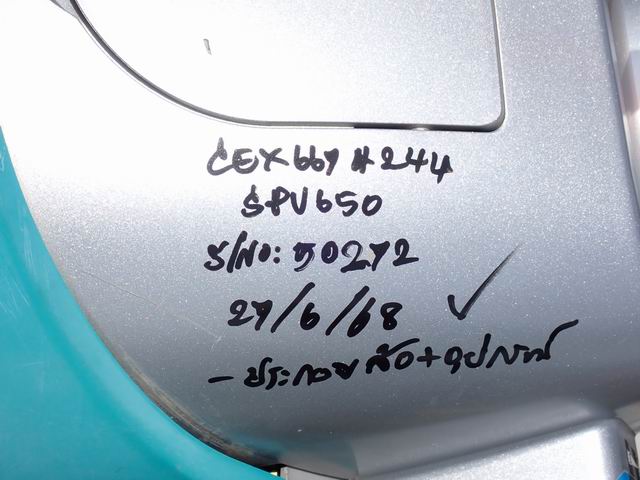 CEX667 # 244
SPV650
S/NO: 50272
27/6/68 ✓
- ประกอบล้อ + อุปกรณ์